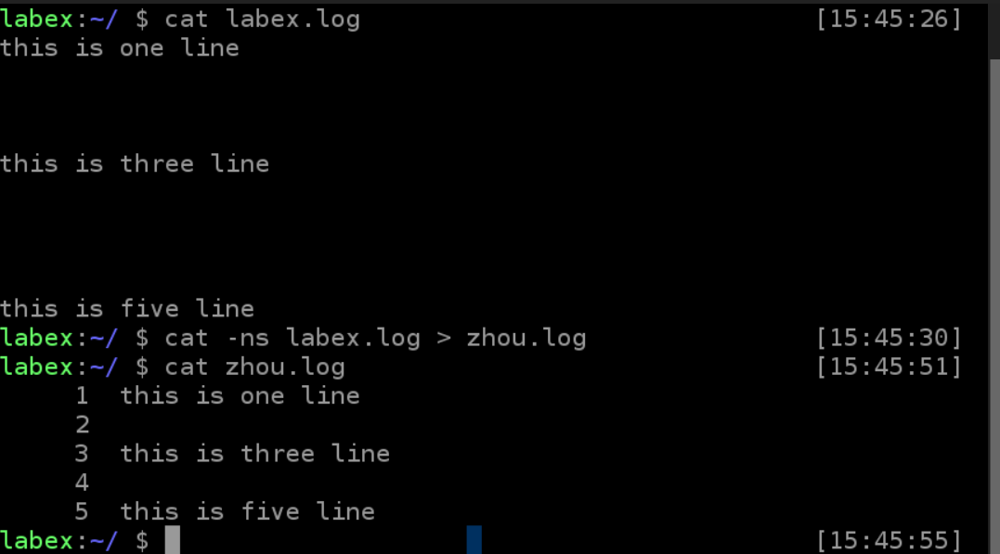 labex:~/ $ cat labex.log [15:45:26]
this is one line
this is three line
this is five line
labex:~/ $ cat -ns labex.log > zhou.log [15:45:30]
labex:~/ $ cat zhou.log [15:45:51]
1 this is one line
2
3 this is three line
4
5 this is five line
labex:~/ $ [15:45:55]